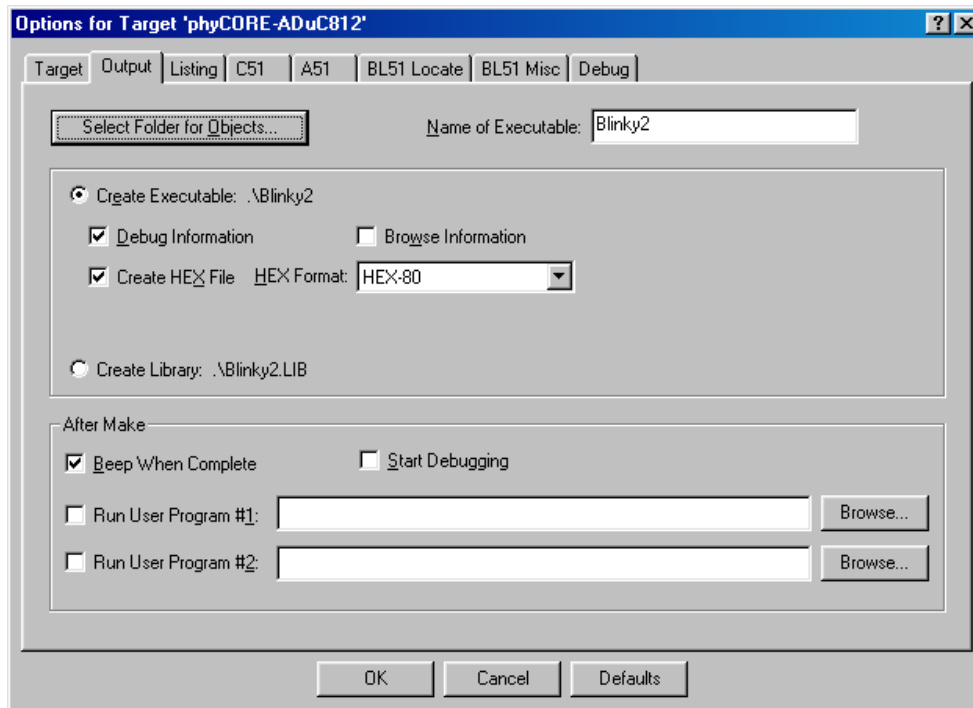 Options for Target 'phyCORE-ADuC812'
Target Output Listing C51 A51 BL51 Locate BL51 Misc Debug
Select Folder for Objects... Name of Executable: Blinky2
Create Executable: .\Blinky2
Debug Information Browse Information
Create HEX File HEX Format: HEX-80
Create Library: .\Blinky2.LIB
After Make
Beep When Complete Start Debugging
Run User Program #1: Browse...
Run User Program #2: Browse...
OK Cancel Defaults